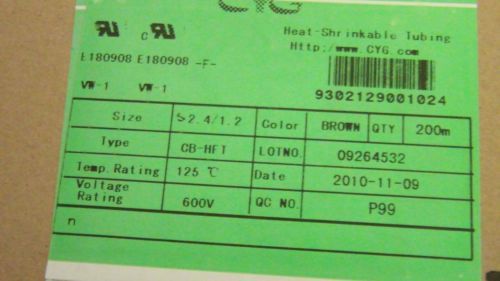 CYG
Heat-Shrinkable Tubing
Http:/www.CYG.com
E180908 E180908 -F-
VW-1 VW-1
9302129001024
Size S2.4/1.2 Color BROWN QTY 200m
Type CB-HFT LOTNO. 09264532
Temp.Rating 125 ℃ Date 2010-11-09
Voltage Rating 600V QC NO. P99
n